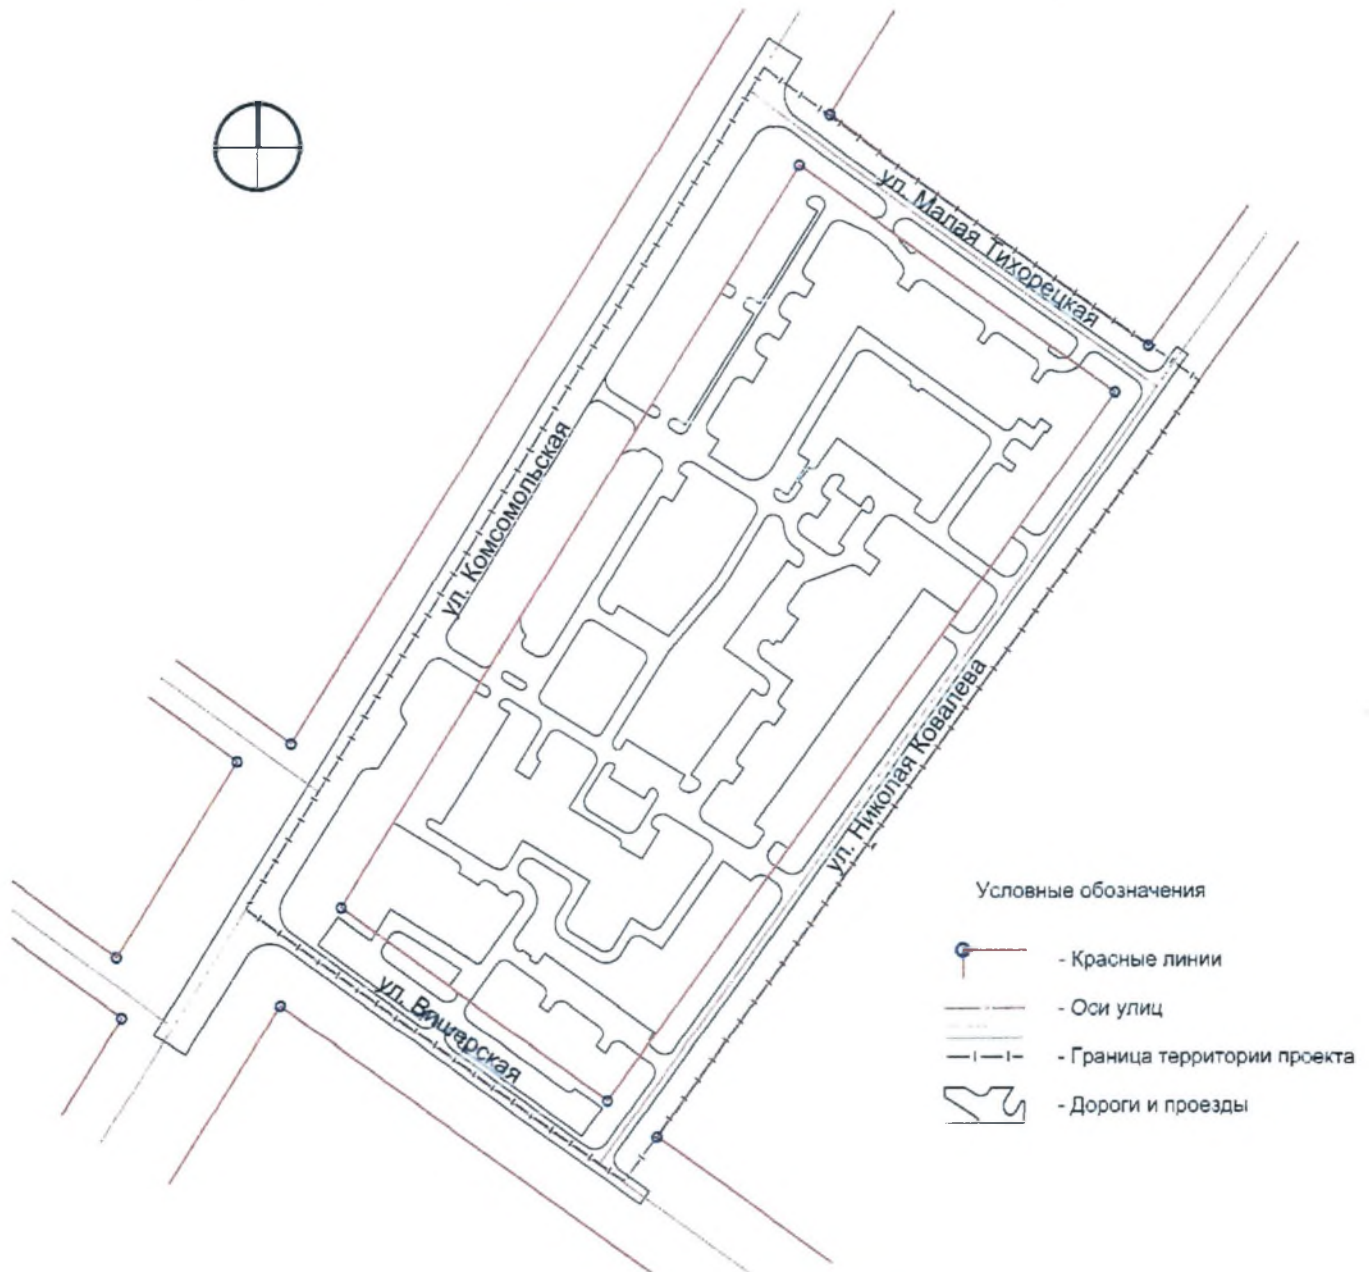 ул. Малая Тихорецкая
ул. Комсомольская
ул. Николая Ковалева
ул. Вишарская
Условные обозначения
- Красные линии
- Оси улиц
- Граница территории проекта
- Дороги и проезды